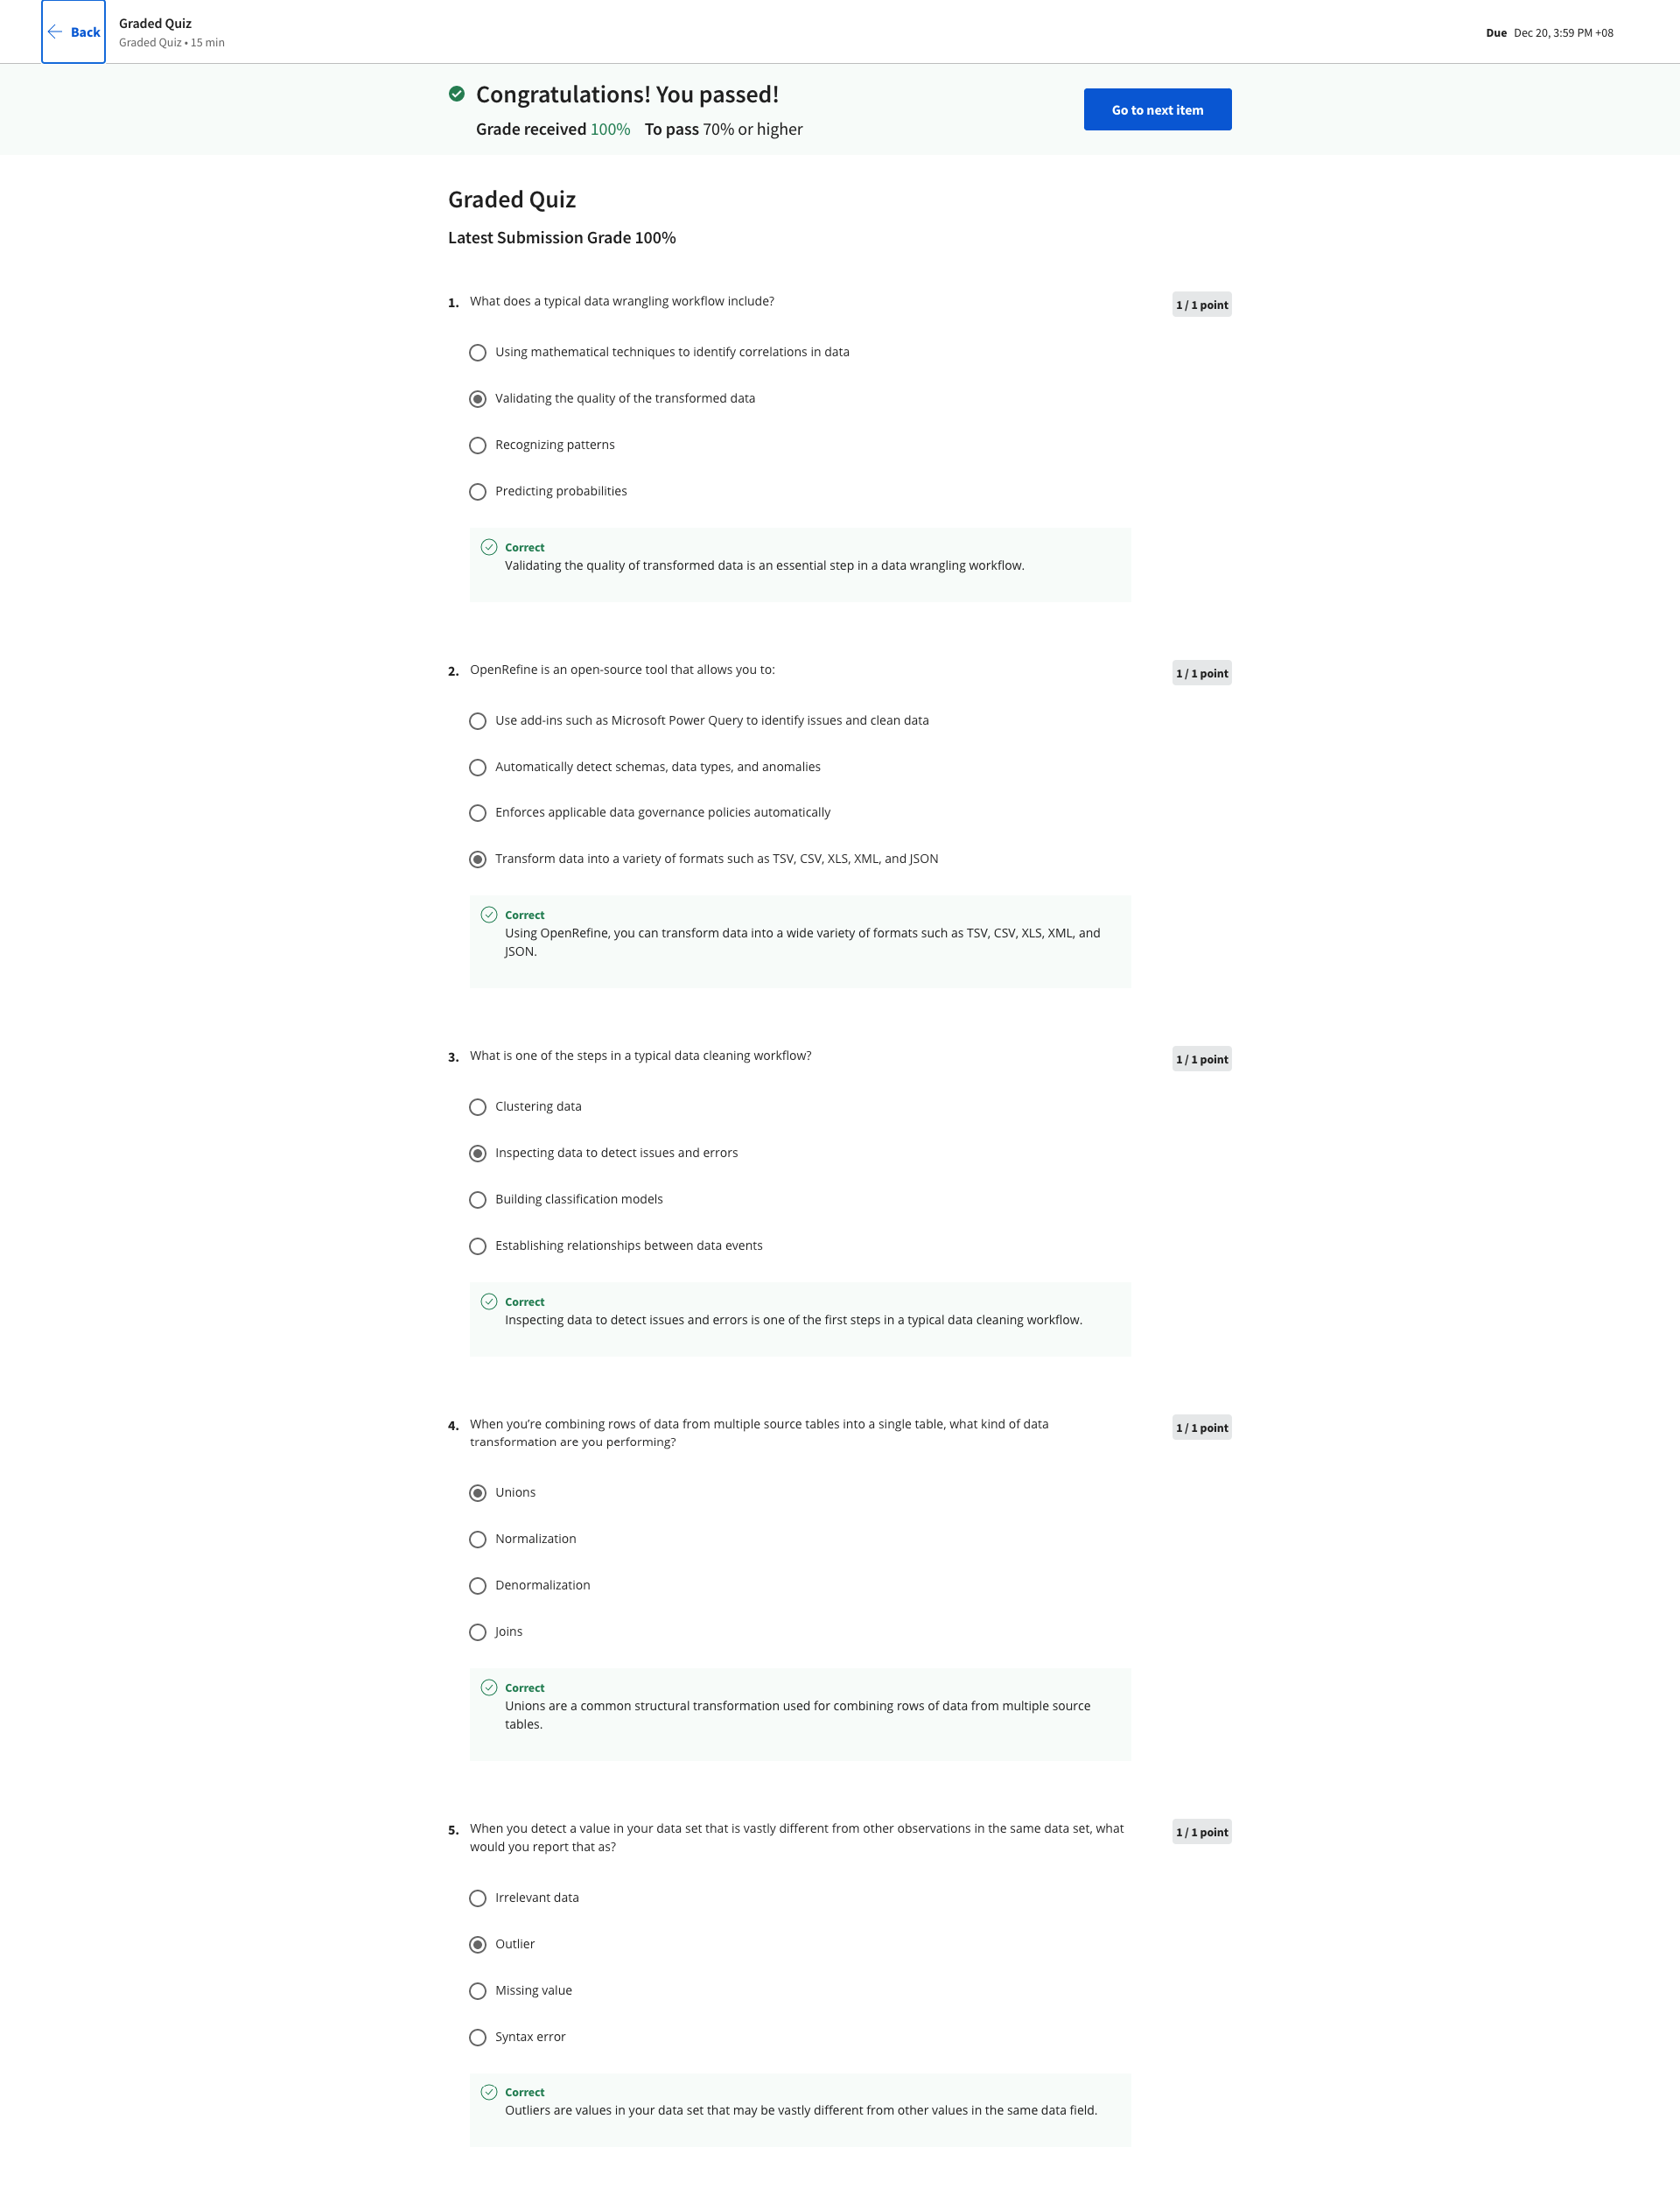 Back
Graded Quiz
Graded Quiz • 15 min
Due Dec 20, 3:59 PM +08
Congratulations! You passed!
Grade received 100% To pass 70% or higher
Go to next item
Graded Quiz
Latest Submission Grade 100%
1. What does a typical data wrangling workflow include?
1 / 1 point
Using mathematical techniques to identify correlations in data
Validating the quality of the transformed data
Recognizing patterns
Predicting probabilities
Correct
Validating the quality of transformed data is an essential step in a data wrangling workflow.
2. OpenRefine is an open-source tool that allows you to:
1 / 1 point
Use add-ins such as Microsoft Power Query to identify issues and clean data
Automatically detect schemas, data types, and anomalies
Enforces applicable data governance policies automatically
Transform data into a variety of formats such as TSV, CSV, XLS, XML, and JSON
Correct
Using OpenRefine, you can transform data into a wide variety of formats such as TSV, CSV, XLS, XML, and
JSON.
3. What is one of the steps in a typical data cleaning workflow?
1 / 1 point
Clustering data
Inspecting data to detect issues and errors
Building classification models
Establishing relationships between data events
Correct
Inspecting data to detect issues and errors is one of the first steps in a typical data cleaning workflow.
4. When you're combining rows of data from multiple source tables into a single table, what kind of data
transformation are you performing?
1 / 1 point
Unions
Normalization
Denormalization
Joins
Correct
Unions are a common structural transformation used for combining rows of data from multiple source
tables.
5. When you detect a value in your data set that is vastly different from other observations in the same data set, what
would you report that as?
1 / 1 point
Irrelevant data
Outlier
Missing value
Syntax error
Correct
Outliers are values in your data set that may be vastly different from other values in the same data field.